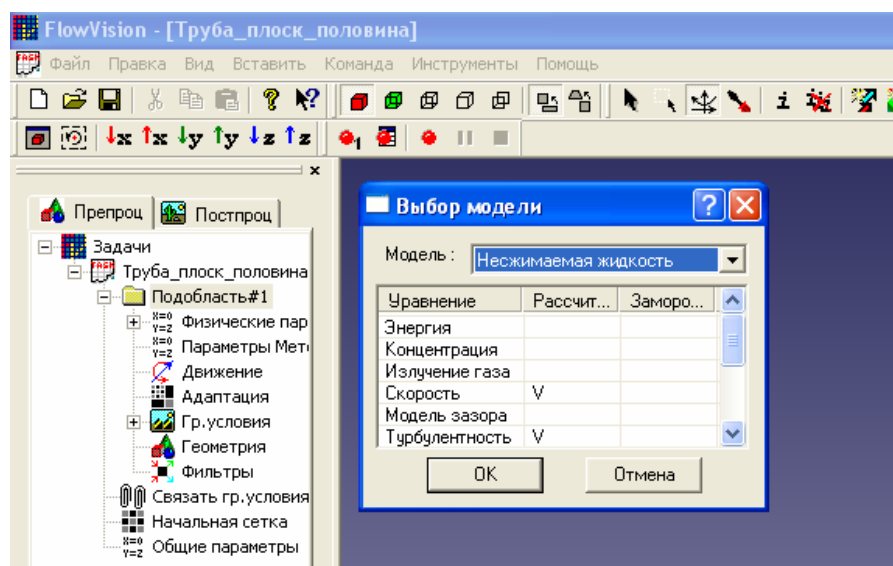 FlowVision - [Труба_плоск_половина]
Файл Правка Вид Вставить Команда Инструменты Помощь
↓x ↑x ↓y ↑y ↓z ↑z
Препроц Постпроц
Задачи
Труба_плоск_половина
Подобласть#1
Физические пар
Параметры Мет
Движение
Адаптация
Гр.условия
Геометрия
Фильтры
Связать гр.условия
Начальная сетка
Общие параметры
Выбор модели
Модель : Несжимаемая жидкость
Уравнение Рассчит... Заморо...
Энергия
Концентрация
Излучение газа
Скорость V
Модель зазора
Турбулентность V
OK Отмена